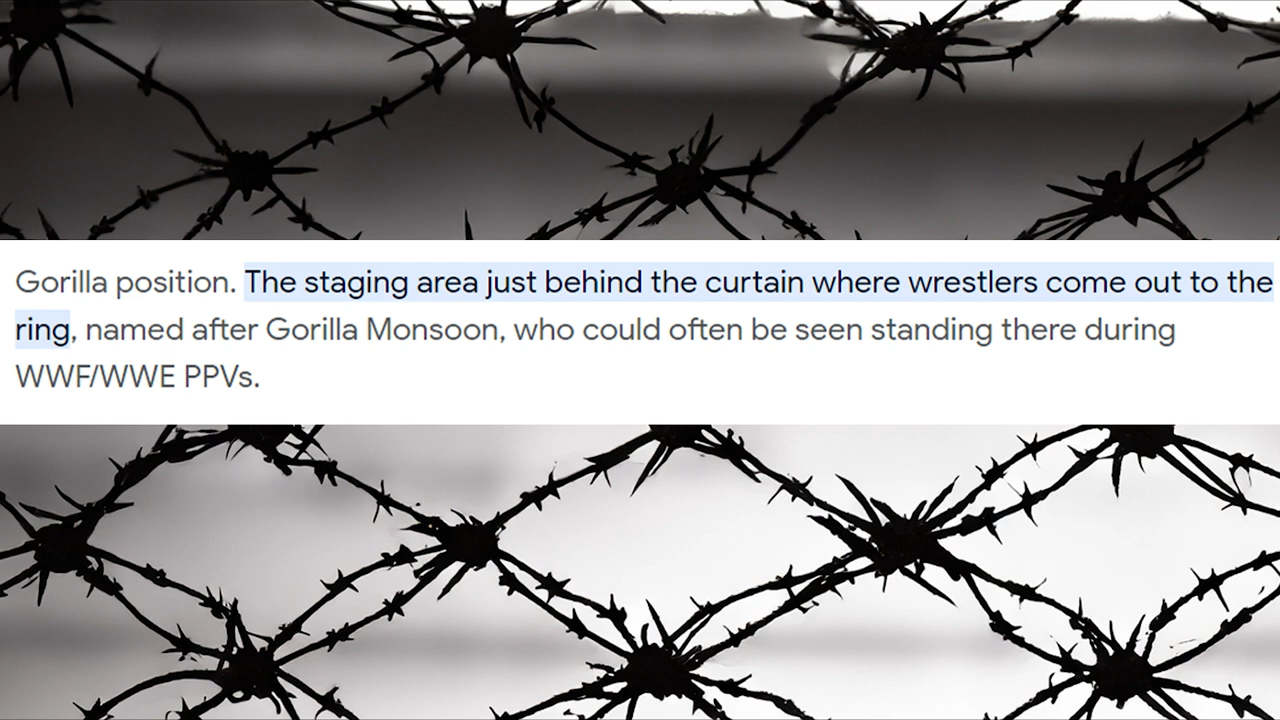 Gorilla position. The staging area just behind the curtain where wrestlers come out to the
ring, named after Gorilla Monsoon, who could often be seen standing there during
WWF/WWE PPVs.